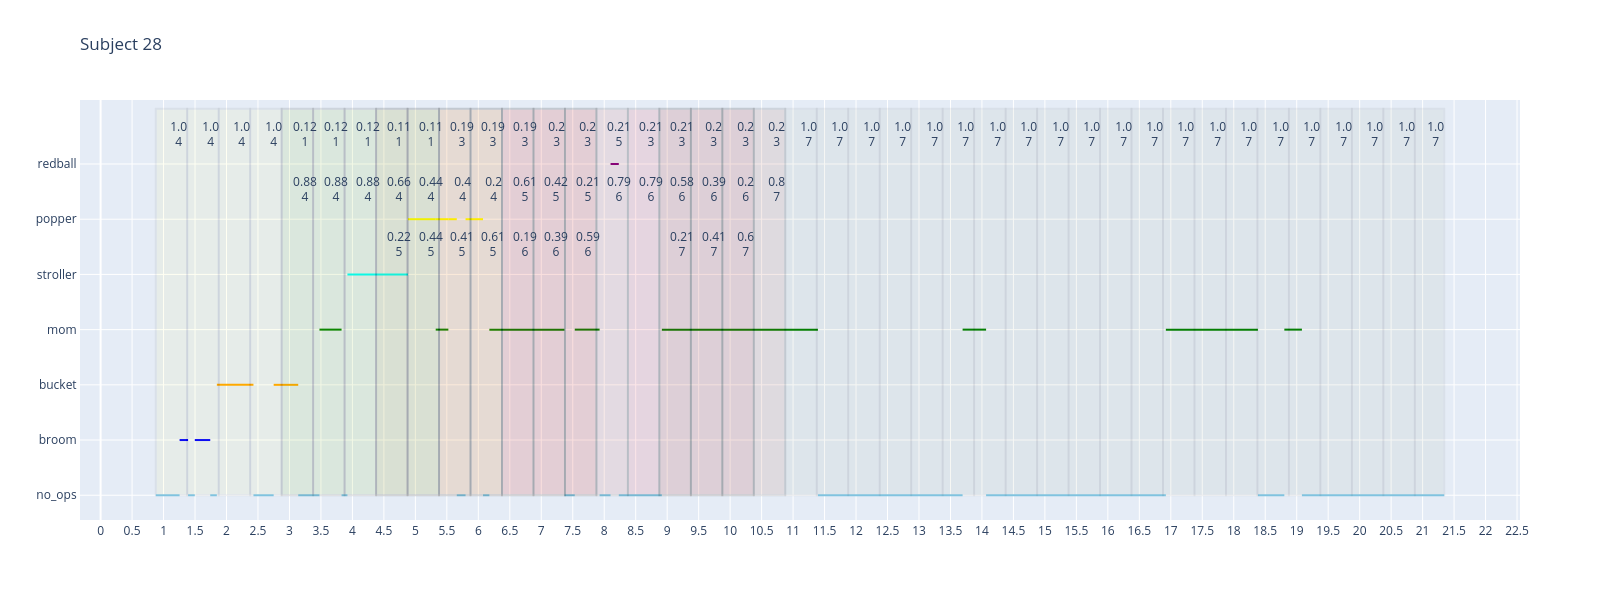 Subject 28
1.0 1.0 1.0 1.0 0.12 0.12 0.12 0.11 0.11 0.19 0.19 0.19 0.2 0.2 0.21 0.21 0.21 0.2 0.2 0.2 1.0 1.0 1.0 1.0 1.0 1.0 1.0 1.0 1.0 1.0 1.0 1.0 1.0 1.0 1.0 1.0 1.0 1.0 1.0 1.0 1.0
4 4 4 4 1 1 1 1 1 3 3 3 3 3 5 3 3 3 3 3 7 7 7 7 7 7 7 7 7 7 7 7 7 7 7 7 7 7 7 7 7
redball
0.88 0.88 0.88 0.66 0.44 0.4 0.2 0.61 0.42 0.21 0.79 0.79 0.58 0.39 0.2 0.8
4 4 4 4 4 4 4 5 5 5 6 6 6 6 6 7
popper
0.22 0.44 0.41 0.61 0.19 0.39 0.59 0.21 0.41 0.6
5 5 5 5 6 6 6 7 7 7
stroller
mom
bucket
broom
no_ops
0 0.5 1 1.5 2 2.5 3 3.5 4 4.5 5 5.5 6 6.5 7 7.5 8 8.5 9 9.5 10 10.5 11 11.5 12 12.5 13 13.5 14 14.5 15 15.5 16 16.5 17 17.5 18 18.5 19 19.5 20 20.5 21 21.5 22 22.5